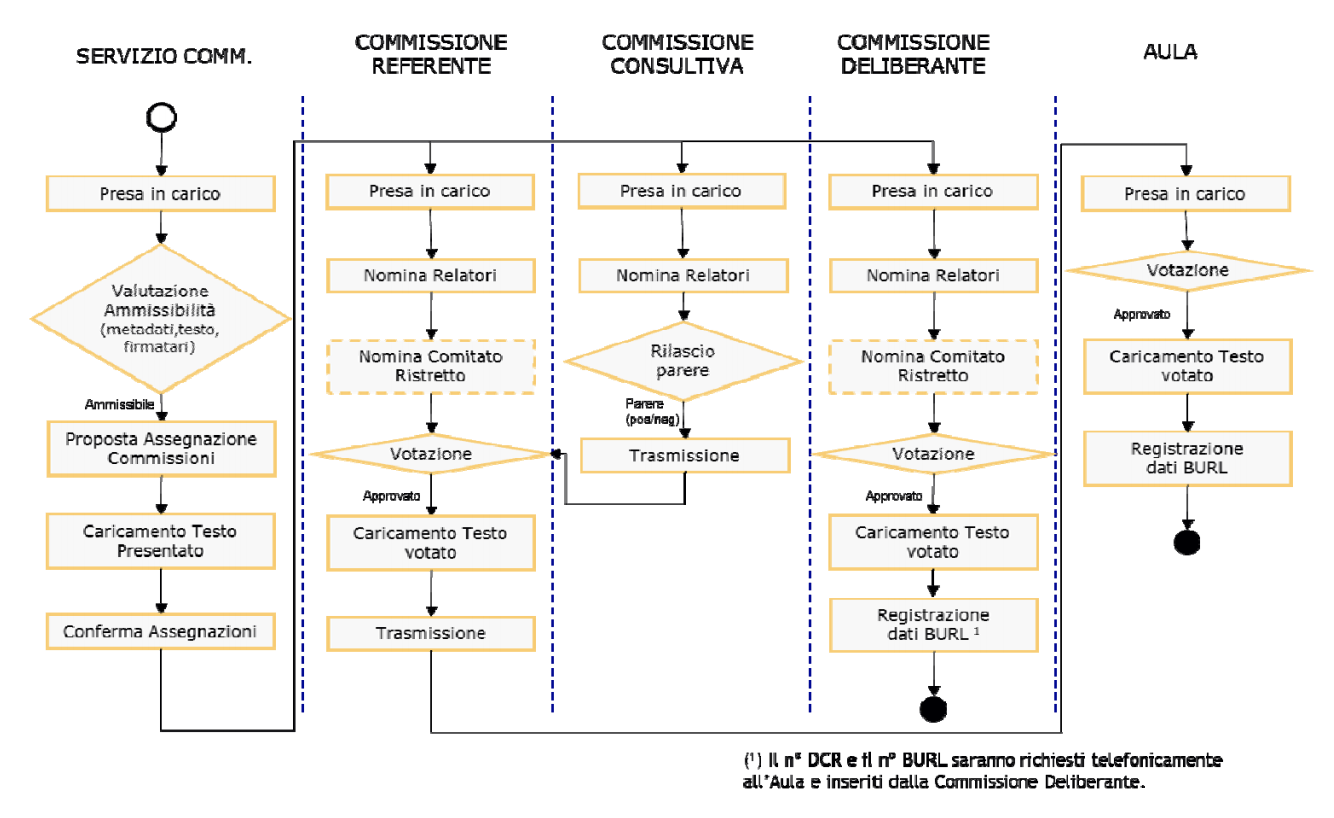 SERVIZIO COMM.
Presa in carico
Valutazione
Ammissibilità
(metadati,testo,
firmatari)
Ammissibile
Proposta Assegnazione
Commissioni
Caricamento Testo
Presentato
Conferma Assegnazioni
COMMISSIONE
REFERENTE
Presa in carico
Nomina Relatori
Nomina Comitato
Ristretto
Votazione
Approvato
Caricamento Testo
votato
Trasmissione
COMMISSIONE
CONSULTIVA
Presa in carico
Nomina Relatori
Rilascio
parere
Parere
(pos/neg)
Trasmissione
COMMISSIONE
DELIBERANTE
Presa in carico
Nomina Relatori
Nomina Comitato
Ristretto
Votazione
Approvato
Caricamento Testo
votato
Registrazione
dati BURL ¹
AULA
Presa in carico
Votazione
Approvato
Caricamento Testo
votato
Registrazione
dati BURL
(¹) Il n° DCR e il n° BURL saranno richiesti telefonicamente
all'Aula e inseriti dalla Commissione Deliberante.